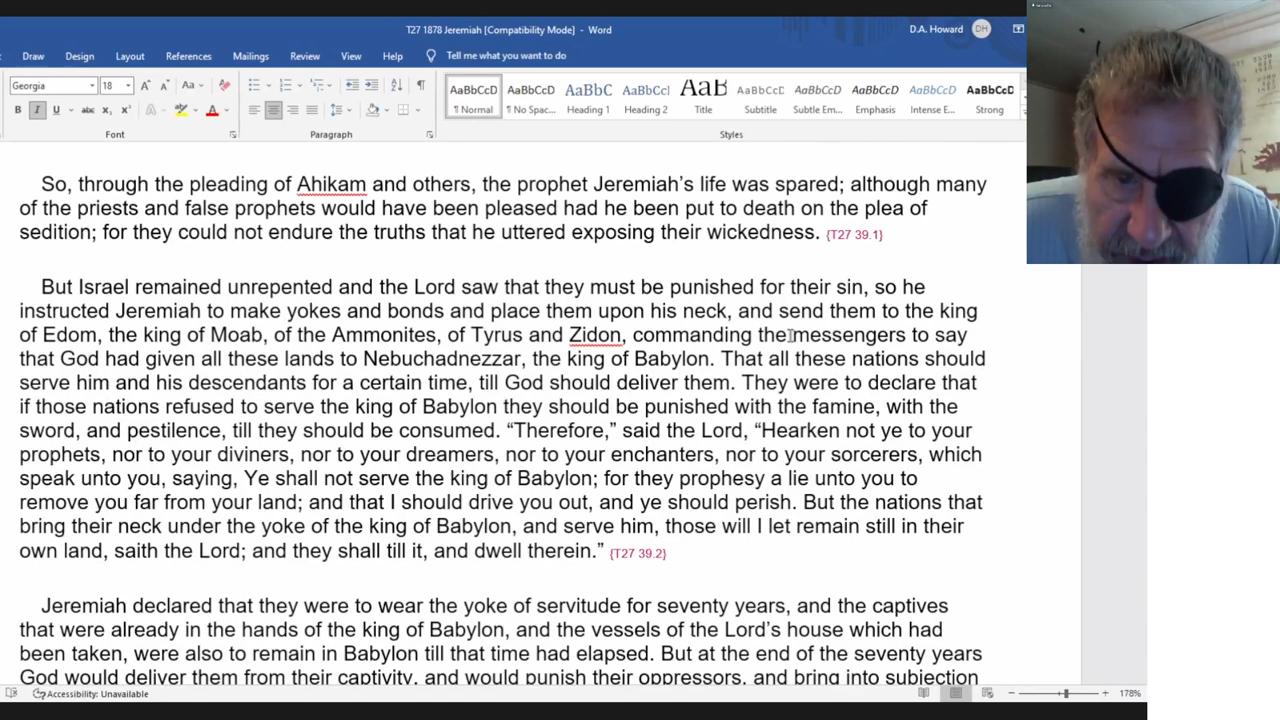 T27 1878 Jeremiah [Compatibility Mode] - Word
D.A. Howard DH
Draw Design Layout References Mailings Review View Help Tell me what you want to do
Georgia 18 Aa
B I U abc x₂ x² A A
Font Paragraph Styles
AaBbCcD AaBbCcD AaBbC AaBbCc AaB AaBbCcD AaBbCcD AaBbCcD AaBbCcD AaBbCcD
¶ Normal ¶ No Spac... Heading 1 Heading 2 Title Subtitle Subtle Em... Emphasis Intense E... Strong
So, through the pleading of Ahikam and others, the prophet Jeremiah's life was spared; although many
of the priests and false prophets would have been pleased had he been put to death on the plea of
sedition; for they could not endure the truths that he uttered exposing their wickedness. {T27 39.1}
But Israel remained unrepented and the Lord saw that they must be punished for their sin, so he
instructed Jeremiah to make yokes and bonds and place them upon his neck, and send them to the king
of Edom, the king of Moab, of the Ammonites, of Tyrus and Zidon, commanding the messengers to say
that God had given all these lands to Nebuchadnezzar, the king of Babylon. That all these nations should
serve him and his descendants for a certain time, till God should deliver them. They were to declare that
if those nations refused to serve the king of Babylon they should be punished with the famine, with the
sword, and pestilence, till they should be consumed. “Therefore,” said the Lord, “Hearken not ye to your
prophets, nor to your diviners, nor to your dreamers, nor to your enchanters, nor to your sorcerers, which
speak unto you, saying, Ye shall not serve the king of Babylon; for they prophesy a lie unto you to
remove you far from your land; and that I should drive you out, and ye should perish. But the nations that
bring their neck under the yoke of the king of Babylon, and serve him, those will I let remain still in their
own land, saith the Lord; and they shall till it, and dwell therein.” {T27 39.2}
Jeremiah declared that they were to wear the yoke of servitude for seventy years, and the captives
that were already in the hands of the king of Babylon, and the vessels of the Lord's house which had
been taken, were also to remain in Babylon till that time had elapsed. But at the end of the seventy years
God would deliver them from their captivity, and would punish their oppressors, and bring into subjection
Accessibility: Unavailable
178%